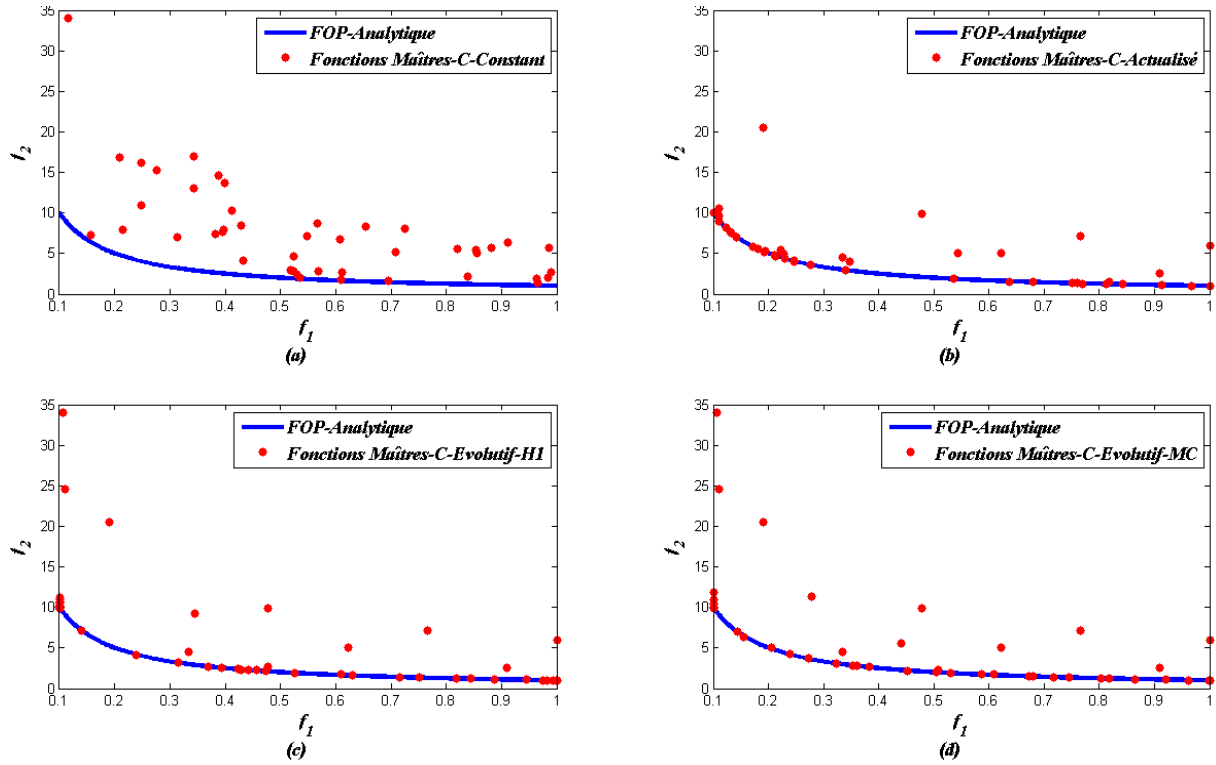 35
30
25
20
15
10
5
0
f2
FOP-Analytique
Fonctions Maîtres-C-Constant
0.1 0.2 0.3 0.4 0.5 0.6 0.7 0.8 0.9 1
f1
(a)
35
30
25
20
15
10
5
0
f2
FOP-Analytique
Fonctions Maîtres-C-Actualisé
0.1 0.2 0.3 0.4 0.5 0.6 0.7 0.8 0.9 1
f1
(b)
35
30
25
20
15
10
5
0
f2
FOP-Analytique
Fonctions Maîtres-C-Evolutif-H1
0.1 0.2 0.3 0.4 0.5 0.6 0.7 0.8 0.9 1
f1
(c)
35
30
25
20
15
10
5
0
f2
FOP-Analytique
Fonctions Maîtres-C-Evolutif-MC
0.1 0.2 0.3 0.4 0.5 0.6 0.7 0.8 0.9 1
f1
(d)